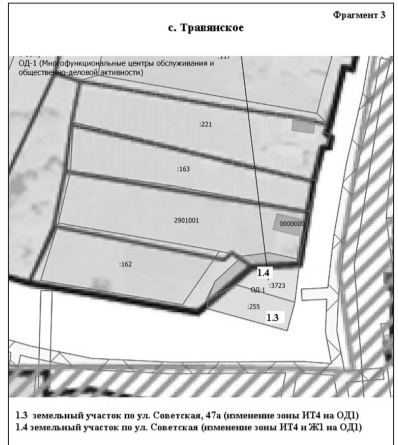 Фрагмент 3
с. Травянское
:117
ОД-1 (Многофункциональные центры обслуживания и
общественно-деловой активности)
:221
:163
2901001
0000000
:162
1.4
:3723
ОД-1
:255
1.3
1.3 земельный участок по ул. Советская, 47а (изменение зоны ИТ4 на ОД1)
1.4 земельный участок по ул. Советская (изменение зоны ИТ4 и Ж1 на ОД1)